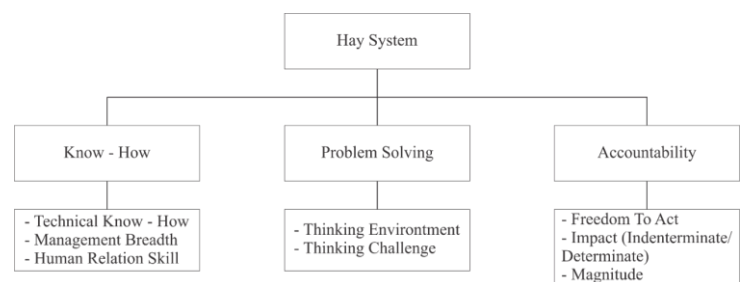 Hay System
Know - How
Problem Solving
Accountability
- Technical Know - How
- Management Breadth
- Human Relation Skill
- Thinking Environtment
- Thinking Challenge
- Freedom To Act
- Impact (Indenterminate/
Determinate)
- Magnitude